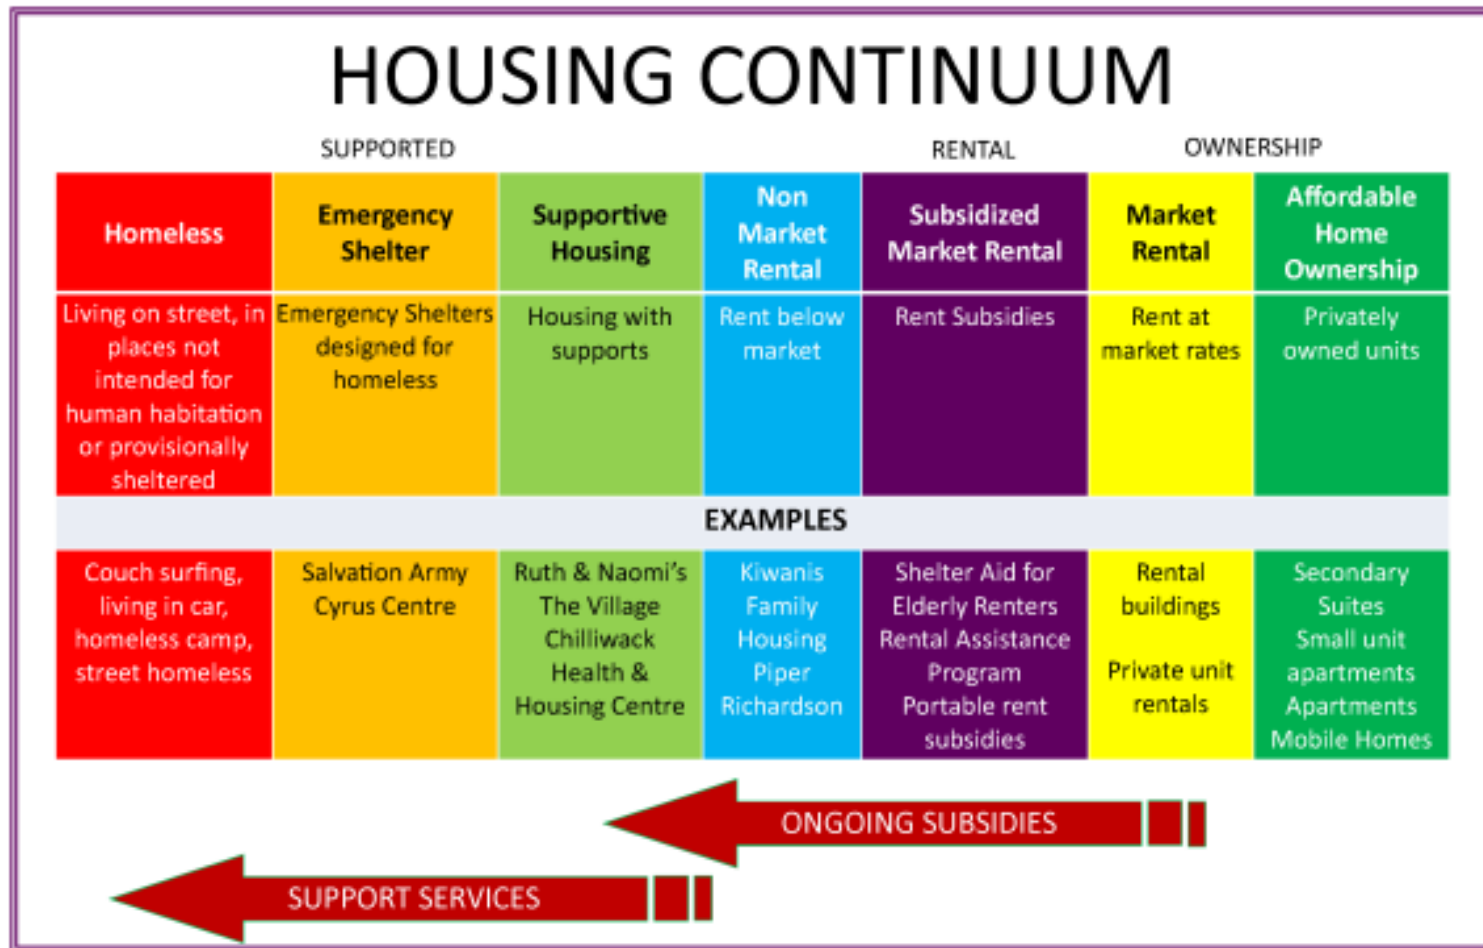 HOUSING CONTINUUM
SUPPORTED
RENTAL
OWNERSHIP
Homeless
Emergency
Shelter
Supportive
Housing
Non
Market
Rental
Subsidized
Market Rental
Market
Rental
Affordable
Home
Ownership
Living on street, in
places not
intended for
human habitation
or provisionally
sheltered
Emergency Shelters
designed for
homeless
Housing with
supports
Rent below
market
Rent Subsidies
Rent at
market rates
Privately
owned units
EXAMPLES
Couch surfing,
living in car,
homeless camp,
street homeless
Salvation Army
Cyrus Centre
Ruth & Naomi’s
The Village
Chilliwack
Health &
Housing Centre
Kiwanis
Family
Housing
Piper
Richardson
Shelter Aid for
Elderly Renters
Rental Assistance
Program
Portable rent
subsidies
Rental
buildings
Private unit
rentals
Secondary
Suites
Small unit
apartments
Apartments
Mobile Homes
ONGOING SUBSIDIES
SUPPORT SERVICES